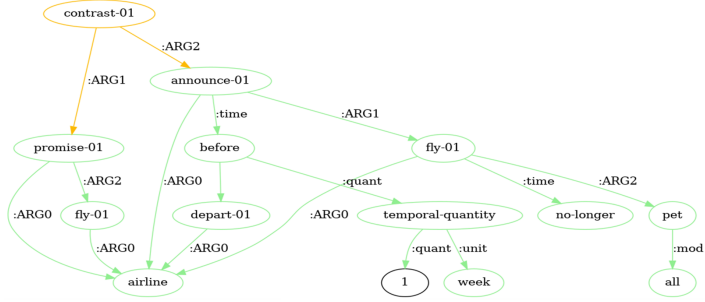 contrast-01
:ARG1
:ARG2
announce-01
:ARG0
:time
:ARG1
promise-01
before
fly-01
:ARG0
:ARG2
:quant
:ARG0
:time
:ARG2
fly-01
depart-01
temporal-quantity
no-longer
pet
:ARG0
:ARG0
:quant
:unit
:mod
airline
1
week
all